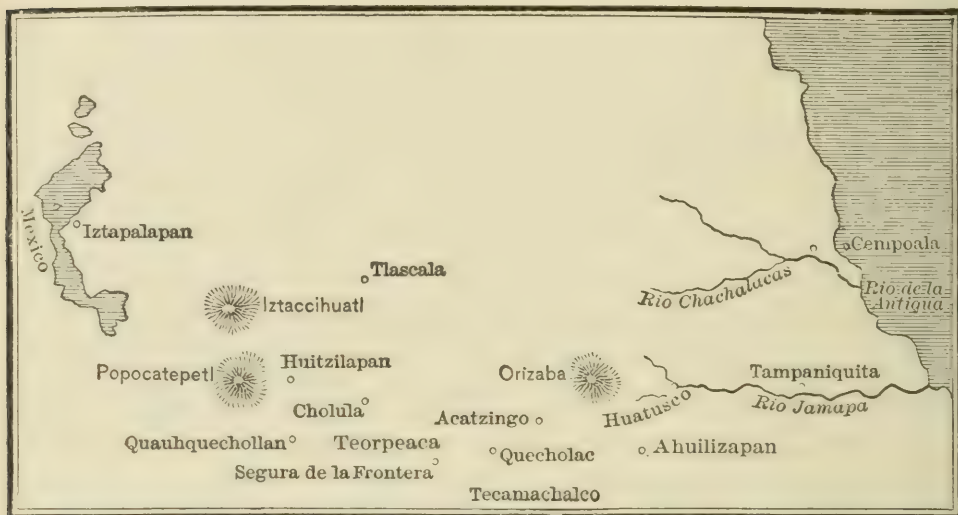 Mexico
Iztapalapan
Cempoala
Tlascala
Iztaccihuatl
Rio Chachalacas
Rio de la
Antigua
Popocatepetl
Huitzilapan
Orizaba
Tampaniquita
Huatusco
Rio Jamapa
Cholula
Acatzingo
Quauhquechollan
Teorpeaca
Quecholac
Ahuilizapan
Segura de la Frontera
Tecamachalco